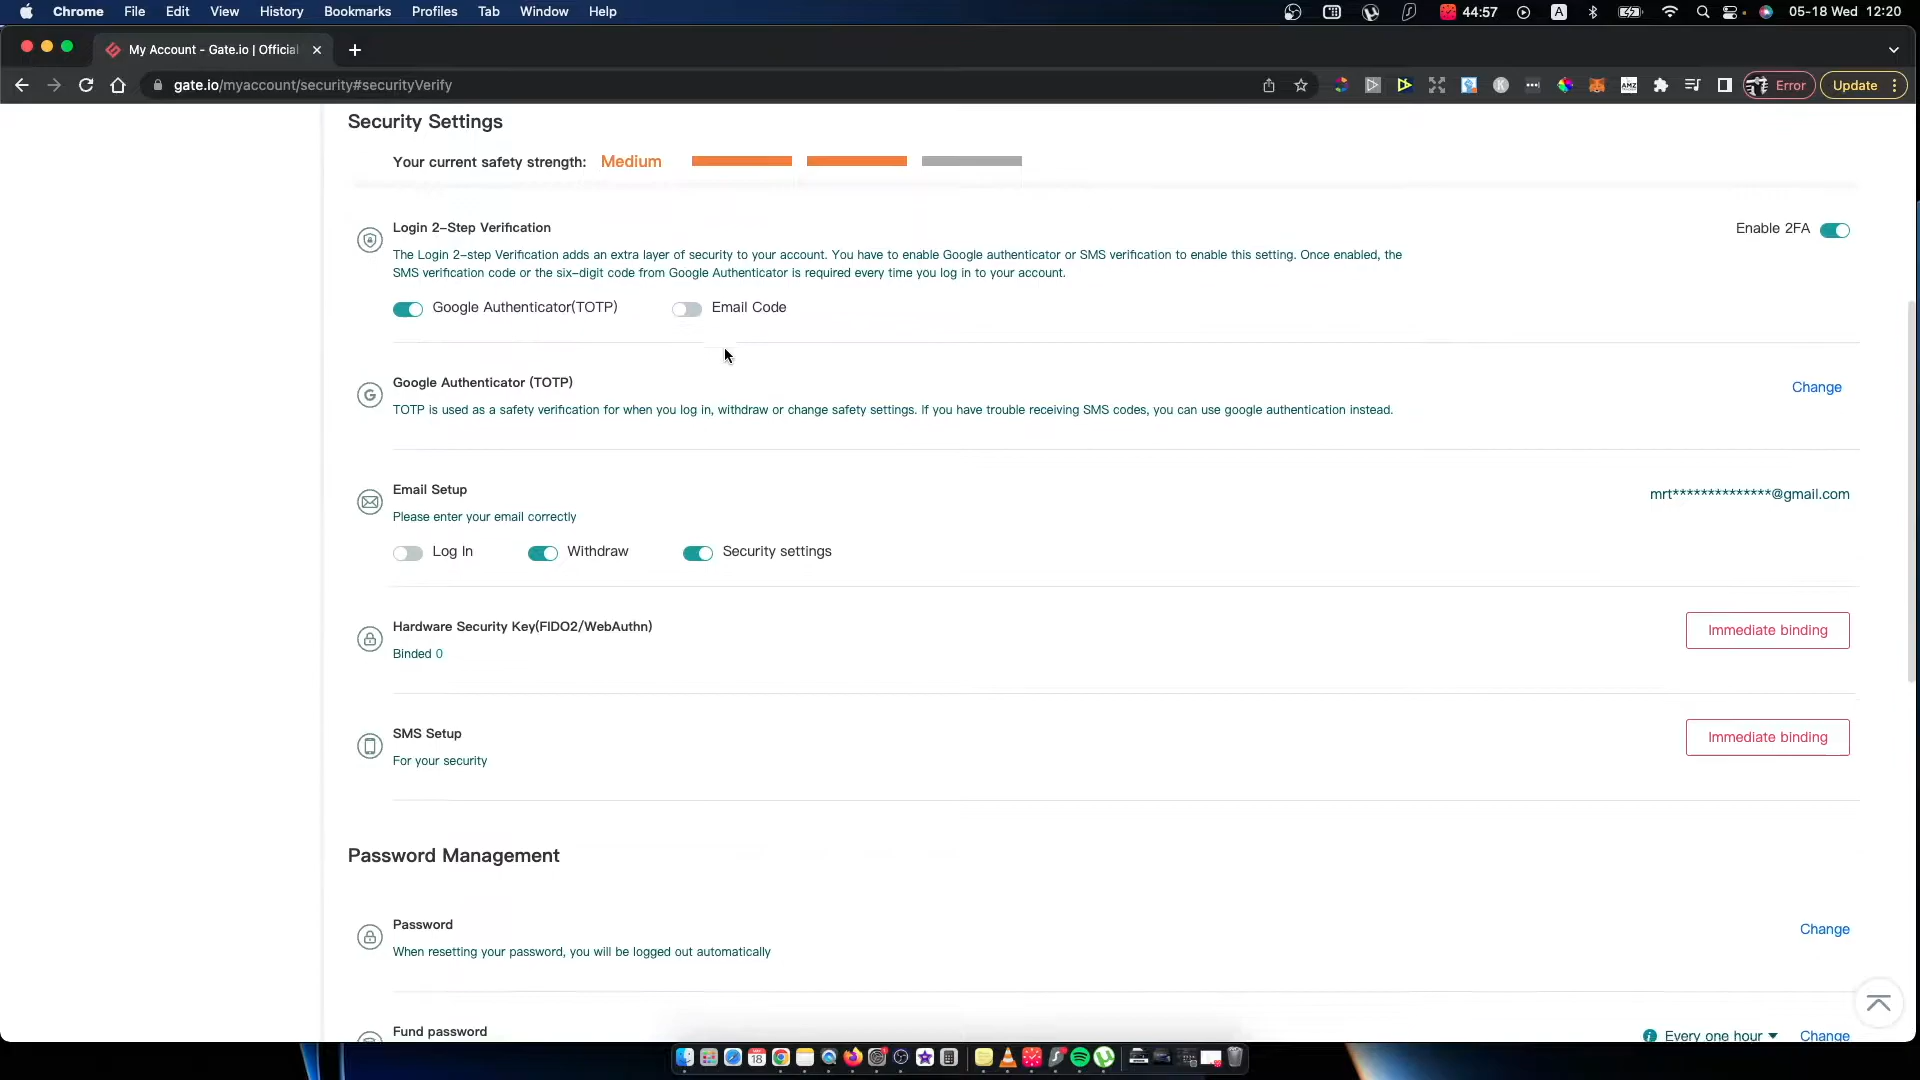 Chrome File Edit View History Bookmarks Profiles Tab Window Help
44:57 A 05-18 Wed 12:20
My Account - Gate.io | Official
gate.io/myaccount/security#securityVerify
AMZ
Error
Update
Security Settings
Your current safety strength: Medium
Login 2-Step Verification
Enable 2FA
The Login 2-step Verification adds an extra layer of security to your account. You have to enable Google authenticator or SMS verification to enable this setting. Once enabled, the
SMS verification code or the six-digit code from Google Authenticator is required every time you log in to your account.
Google Authenticator(TOTP) Email Code
Google Authenticator (TOTP)
Change
TOTP is used as a safety verification for when you log in, withdraw or change safety settings. If you have trouble receiving SMS codes, you can use google authentication instead.
Email Setup
mrt**************@gmail.com
Please enter your email correctly
Log In Withdraw Security settings
Hardware Security Key(FIDO2/WebAuthn)
Immediate binding
Binded 0
SMS Setup
Immediate binding
For your security
Password Management
Password
Change
When resetting your password, you will be logged out automatically
Fund password
Every one hour Change
18